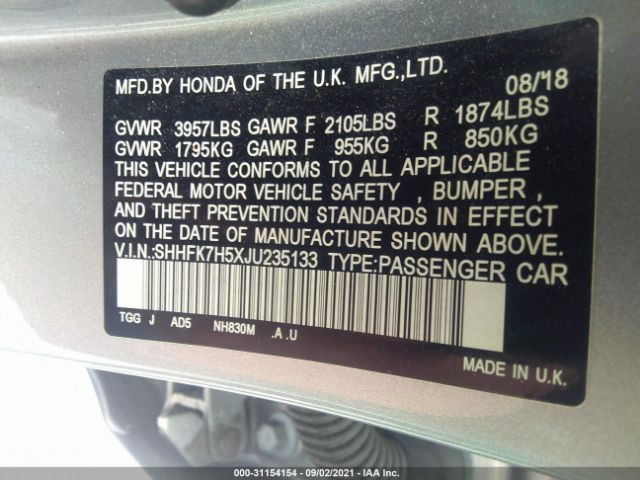 MFD.BY HONDA OF THE U.K. MFG.,LTD. 08/'18
GVWR 3957LBS GAWR F 2105LBS R 1874LBS
GVWR 1795KG GAWR F 955KG R 850KG
THIS VEHICLE CONFORMS TO ALL APPLICABLE
FEDERAL MOTOR VEHICLE SAFETY , BUMPER ,
AND THEFT PREVENTION STANDARDS IN EFFECT
ON THE DATE OF MANUFACTURE SHOWN ABOVE.
V.I.N.:SHHFK7H5XJU235133 TYPE:PASSENGER CAR
TGG J AD5 NH830M .A .U
MADE IN U.K.
000-31154154 - 09/02/2021 - IAA Inc.